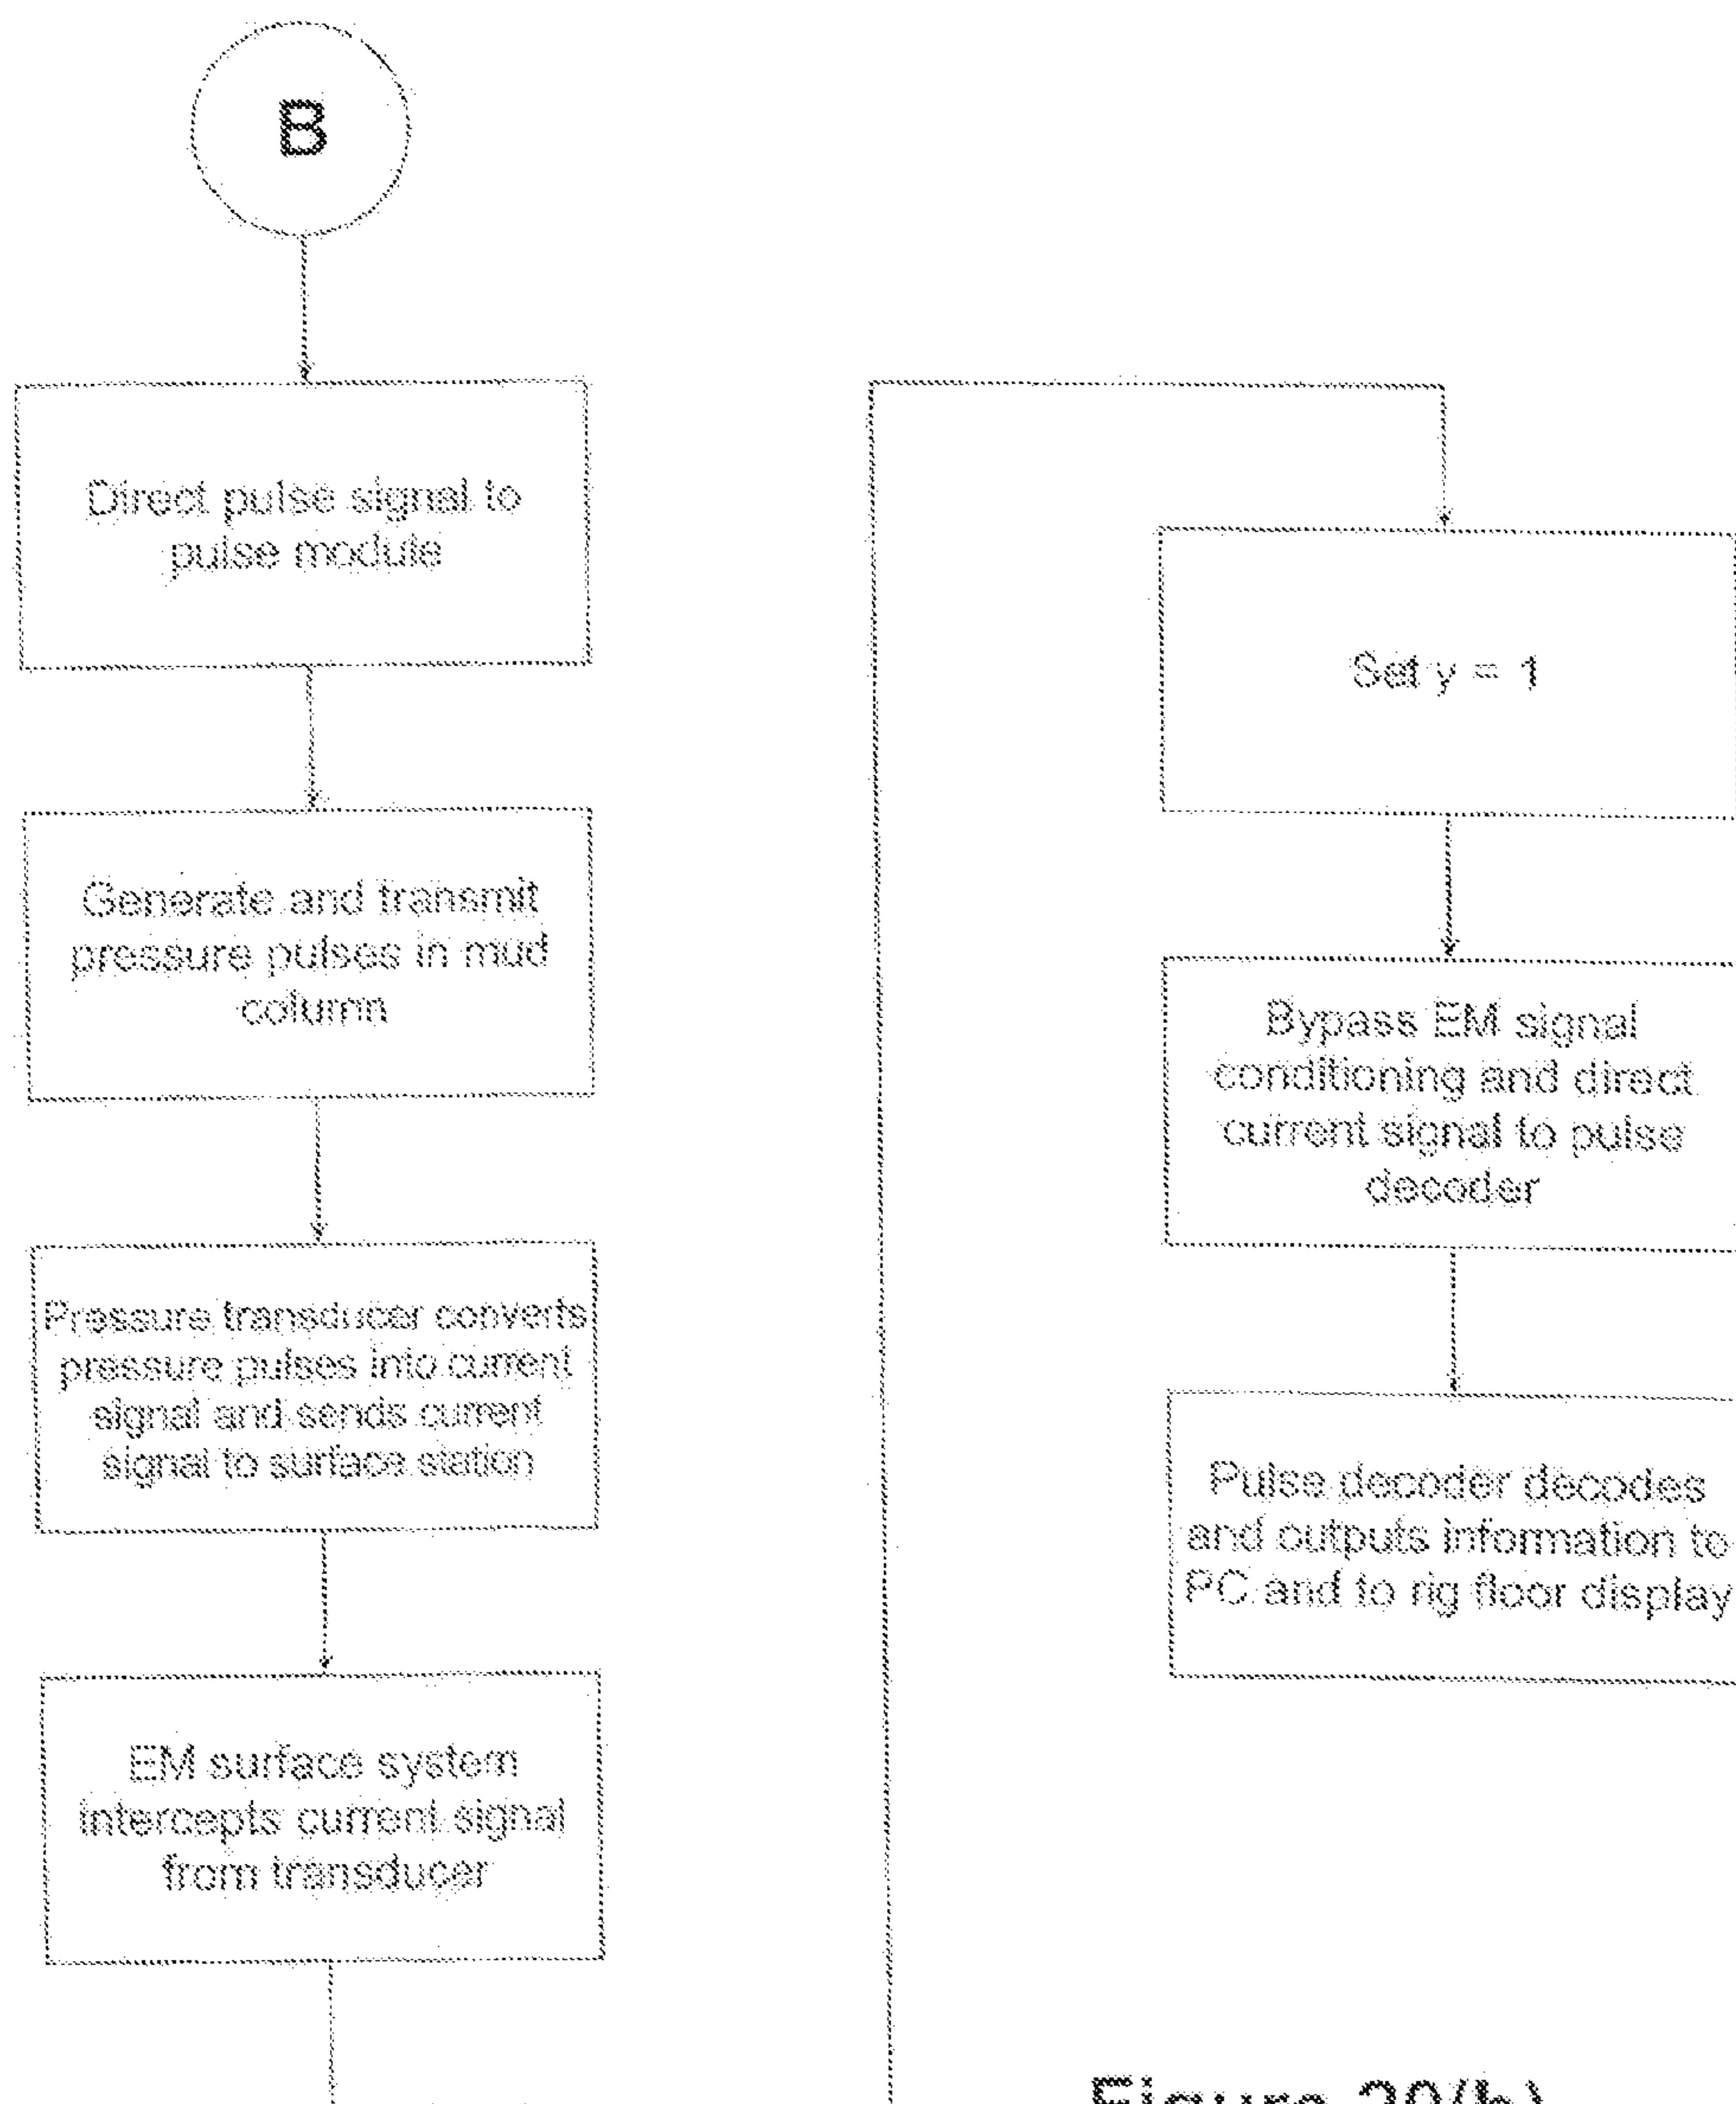 B
Direct pulse signal to
pulse module
Generate and transmit
pressure pulses in mud
column
Pressure transducer converts
pressure pulses into current
signal and sends current
signal to surface station
EM surface system
intercepts current signal
from transducer
Set y = 1
Bypass EM signal
conditioning and direct
current signal to pulse
decoder
Pulse decoder decodes
and outputs information to
PC and to rig floor display
Figure